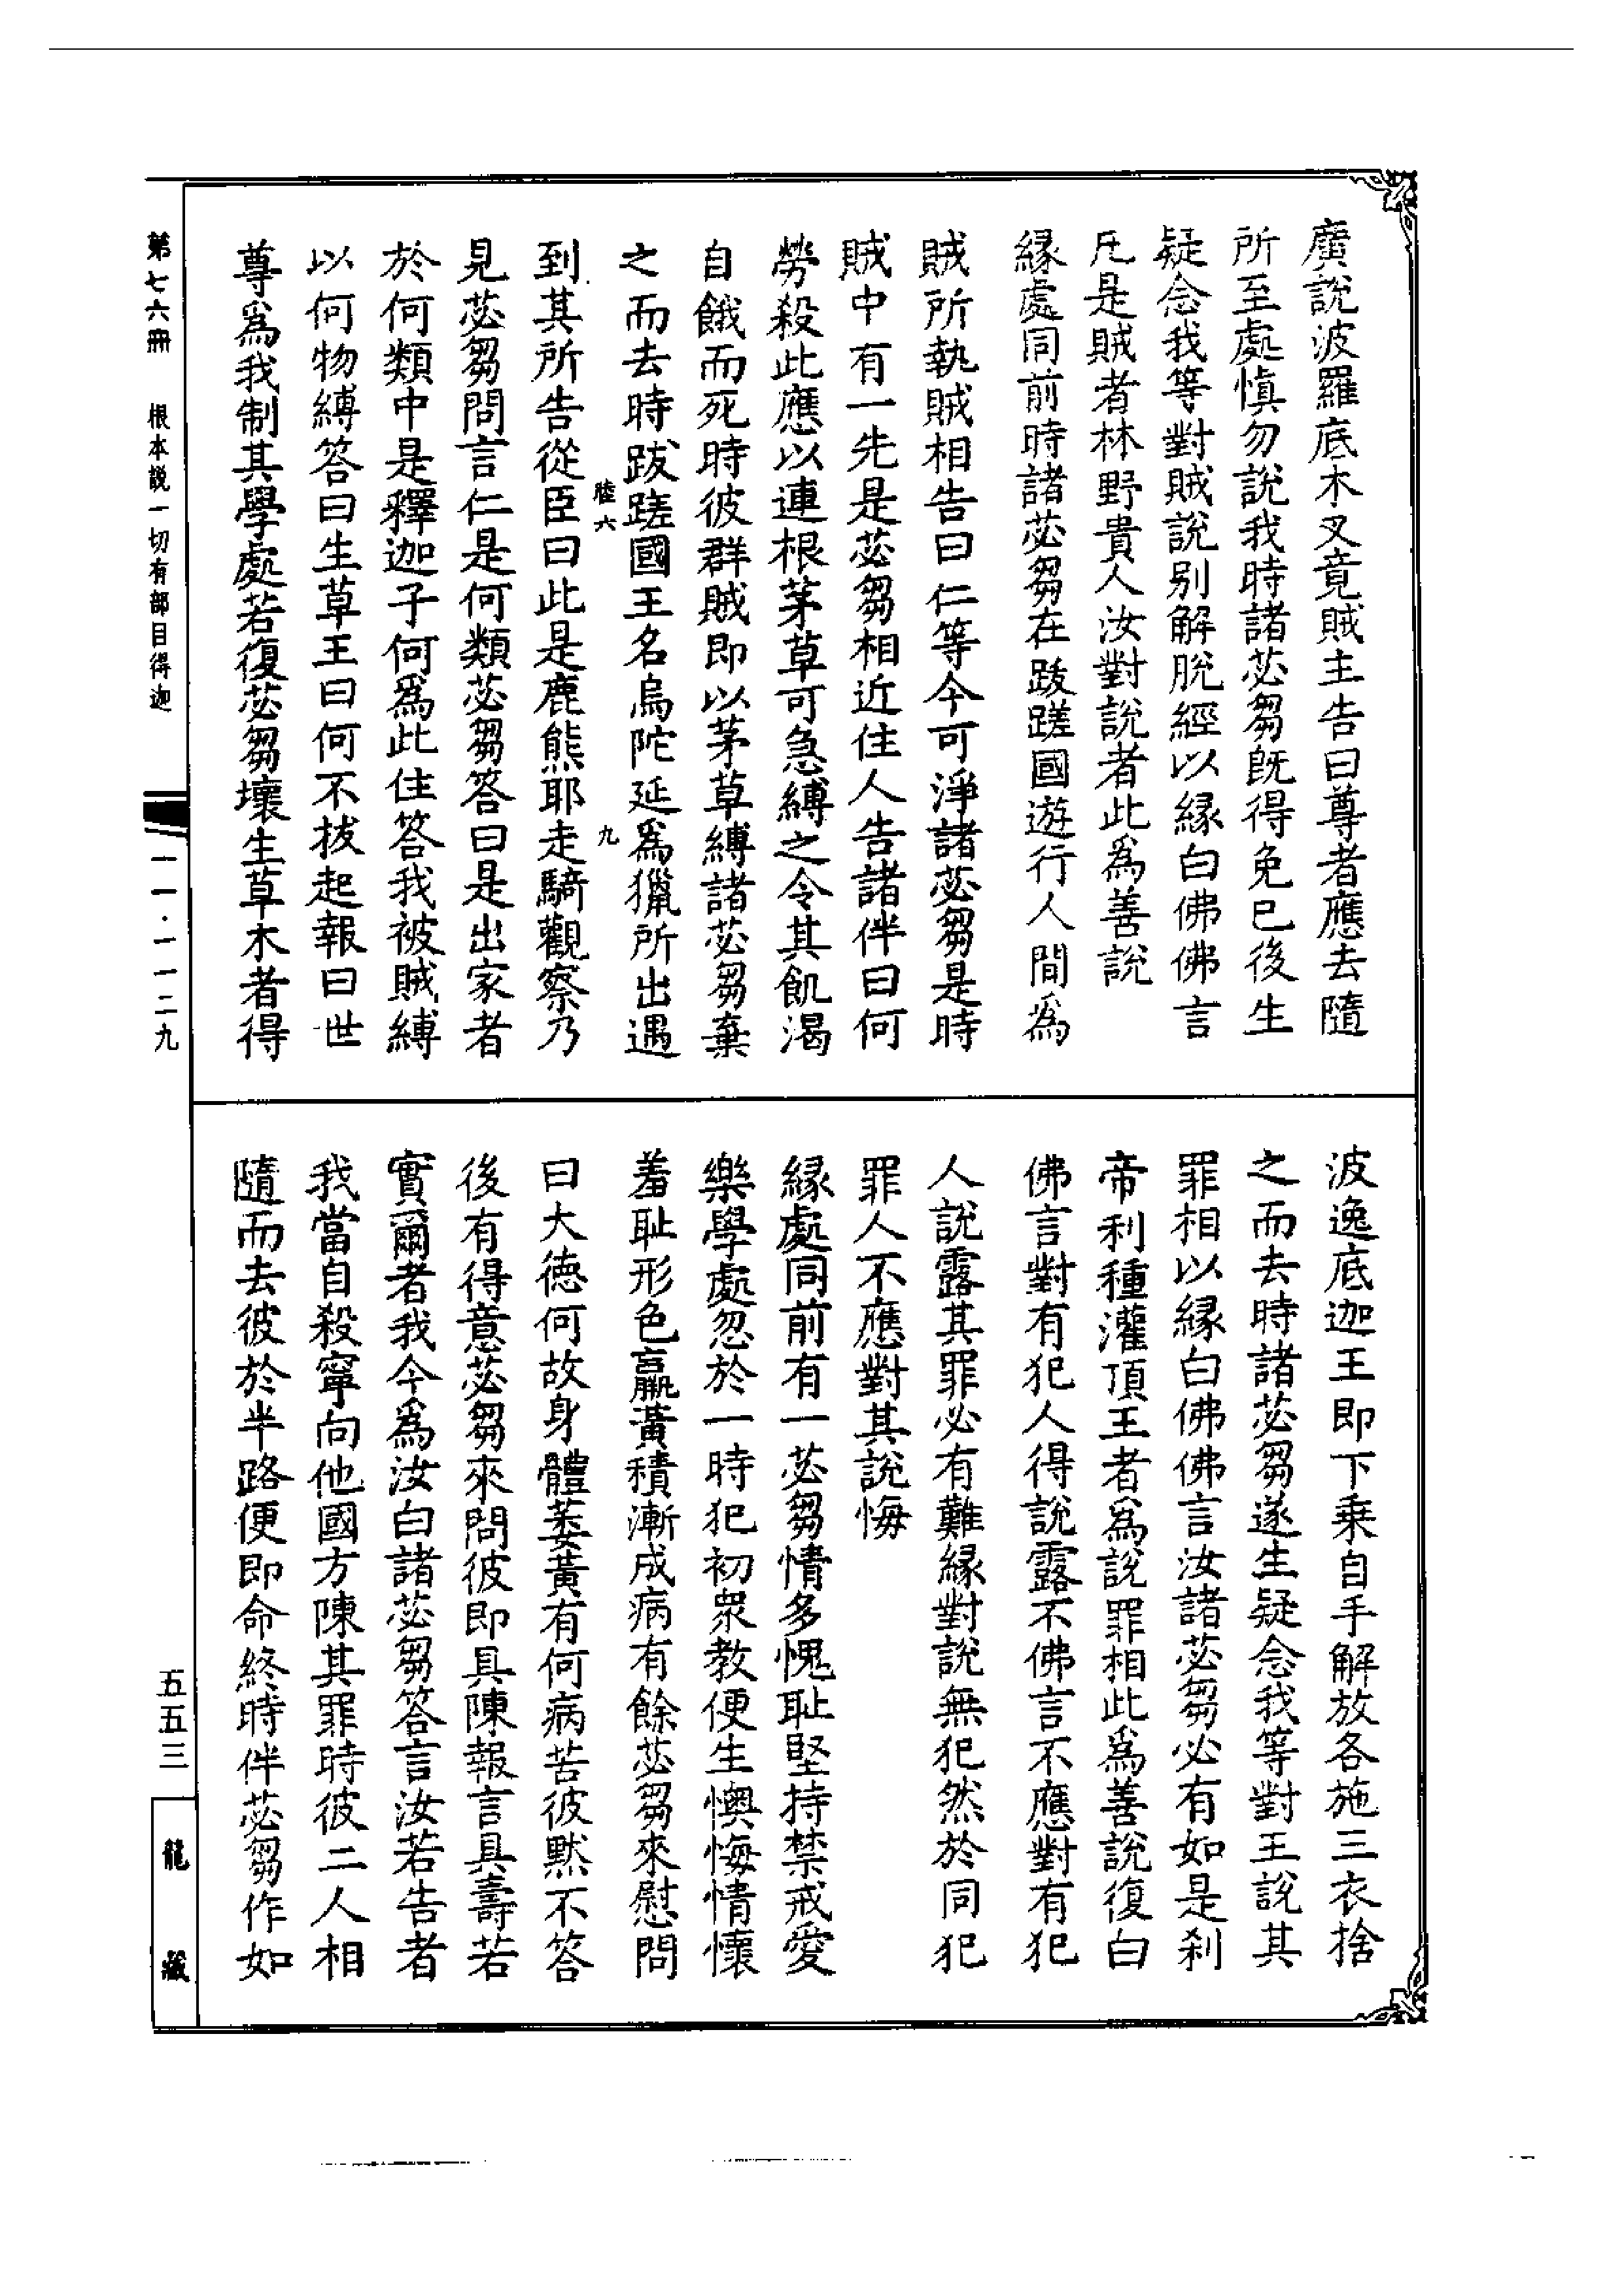 廣說波羅底木叉竟賊主告曰尊者應去隨
所至處慎勿說我時諸苾芻既得免已後生
疑念我等對賊說別解脫經以緣白佛佛言
凡是賊者林野貴人汝對說者此為善說
緣處同前時諸苾芻在跋蹉國遊行人間為
賊所執賊相告曰仁等今可淨諸苾芻是時
賊中有一先是苾芻相近住人告諸伴曰何
勞殺此應以連根茅草可急縛之令其飢渴
自餓而死時彼群賊即以茅草縛諸苾芻棄
之而去時跋蹉國王名烏陀延為獵所出遇
陸六 九
到其所告從臣曰此是鹿熊耶走騎觀察乃
見苾芻問言仁是何類苾芻答曰是出家者
於何類中是釋迦子何為此住答我被賊縛
以何物縛答曰生草王曰何不拔起報曰世
尊為我制其學處若復苾芻壞生草木者得
波逸底迦王即下乘自手解放各施三衣捨
之而去時諸苾芻遂生疑念我等對王說其
罪相以緣白佛佛言汝諸苾芻必有如是剎
帝利種灌頂王者為說罪相此為善說復白
佛言對有犯人得說露不佛言不應對有犯
人說露其罪必有難緣對說無犯然於同犯
罪人不應對其說悔
緣處同前有一苾芻情多愧耻堅持禁戒愛
樂學處忽於一時犯初眾教便生懊悔情懷
羞耻形色羸黃積漸成病有餘苾芻來慰問
曰大德何故身體萎黃有何病苦彼默不答
後有得意苾芻來問彼即具陳報言具壽若
實爾者我今為汝白諸苾芻答言汝若告者
我當自殺寧向他國方陳其罪時彼二人相
隨而去彼於半路便即命終時伴苾芻作如
第七六冊 根本說一切有部目得迦
一一·一一二九
五五三
龍藏